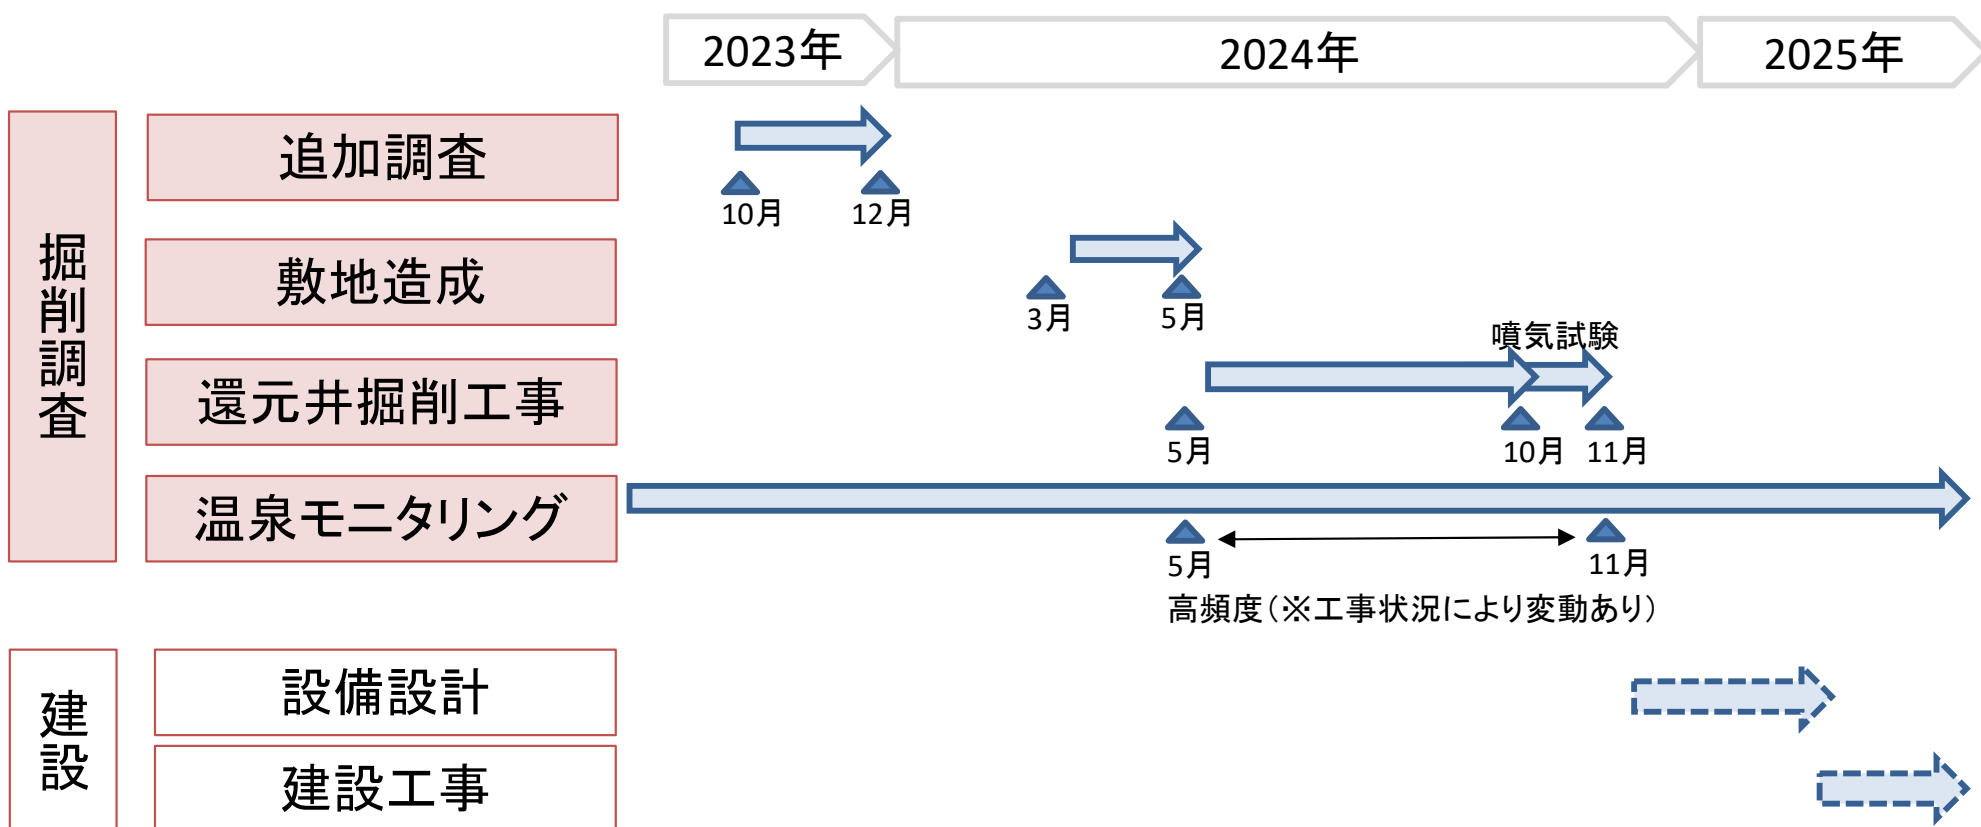 2023年
2024年
2025年
掘削調査
追加調査
10月
12月
敷地造成
3月
5月
噴気試験
還元井掘削工事
5月
10月
11月
温泉モニタリング
5月
11月
高頻度(※工事状況により変動あり)
建設
設備設計
建設工事